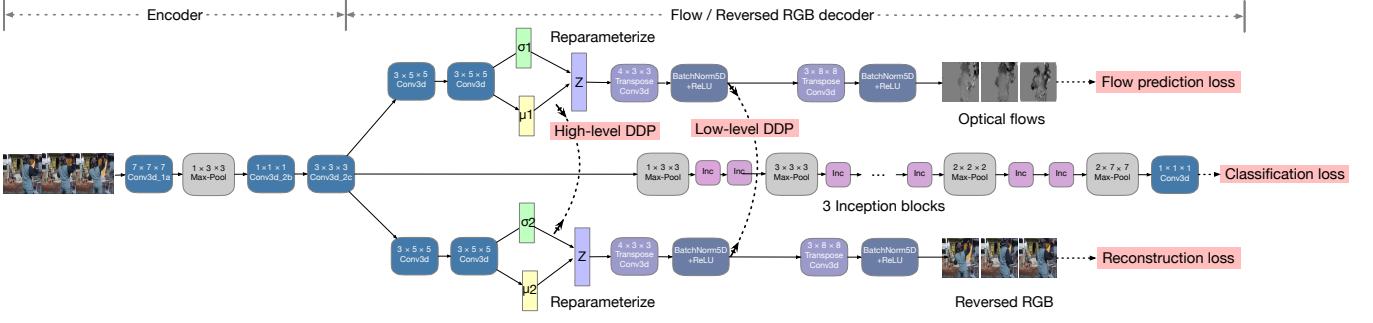 Encoder
Flow / Reversed RGB decoder
Reparameterize
σ1
μ1
3 × 5 × 5
Conv3d
3 × 5 × 5
Conv3d
Z
4 × 3 × 3
Transpose
Conv3d
BatchNorm5D
+ReLU
3 × 8 × 8
Transpose
Conv3d
BatchNorm5D
+ReLU
Optical flows
Flow prediction loss
High-level DDP
Low-level DDP
7 × 7 × 7
Conv3d_1a
1 × 3 × 3
Max-Pool
1×1×1
Conv3d_2b
3 × 3 × 3
Conv3d_2c
1 × 3 × 3
Max-Pool
Inc
Inc
3 × 3 × 3
Max-Pool
Inc
...
Inc
2 × 2 × 2
Max-Pool
Inc
Inc
2 × 7 × 7
Max-Pool
1 × 1 × 1
Conv3d
Classification loss
3 Inception blocks
σ2
μ2
3 × 5 × 5
Conv3d
3 × 5 × 5
Conv3d
Z
4 × 3 × 3
Transpose
Conv3d
BatchNorm5D
+ReLU
3 × 8 × 8
Transpose
Conv3d
BatchNorm5D
+ReLU
Reconstruction loss
Reparameterize
Reversed RGB